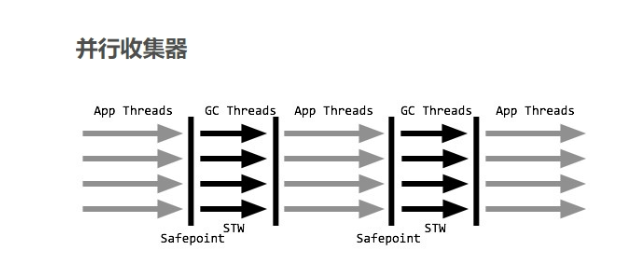 并行收集器
App Threads GC Threads App Threads GC Threads App Threads
STW STW
Safepoint Safepoint